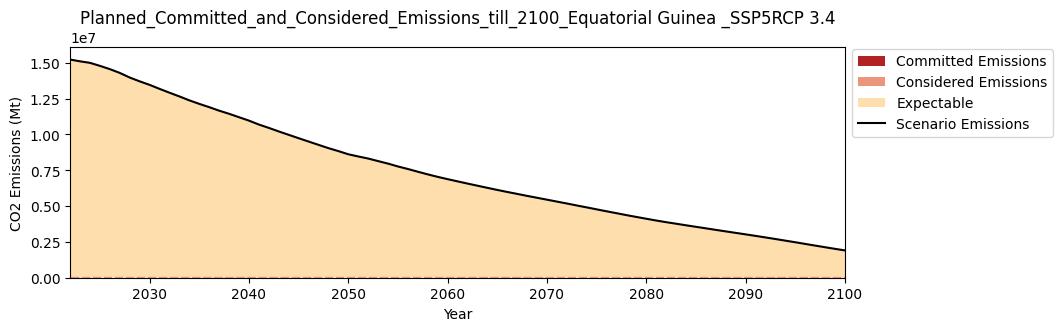 Planned_Committed_and_Considered_Emissions_till_2100_Equatorial Guinea _SSP5RCP 3.4
1e7
Committed Emissions
Considered Emissions
Expectable
Scenario Emissions
CO2 Emissions (Mt)
1.50
1.25
1.00
0.75
0.50
0.25
0.00
2030 2040 2050 2060 2070 2080 2090 2100
Year